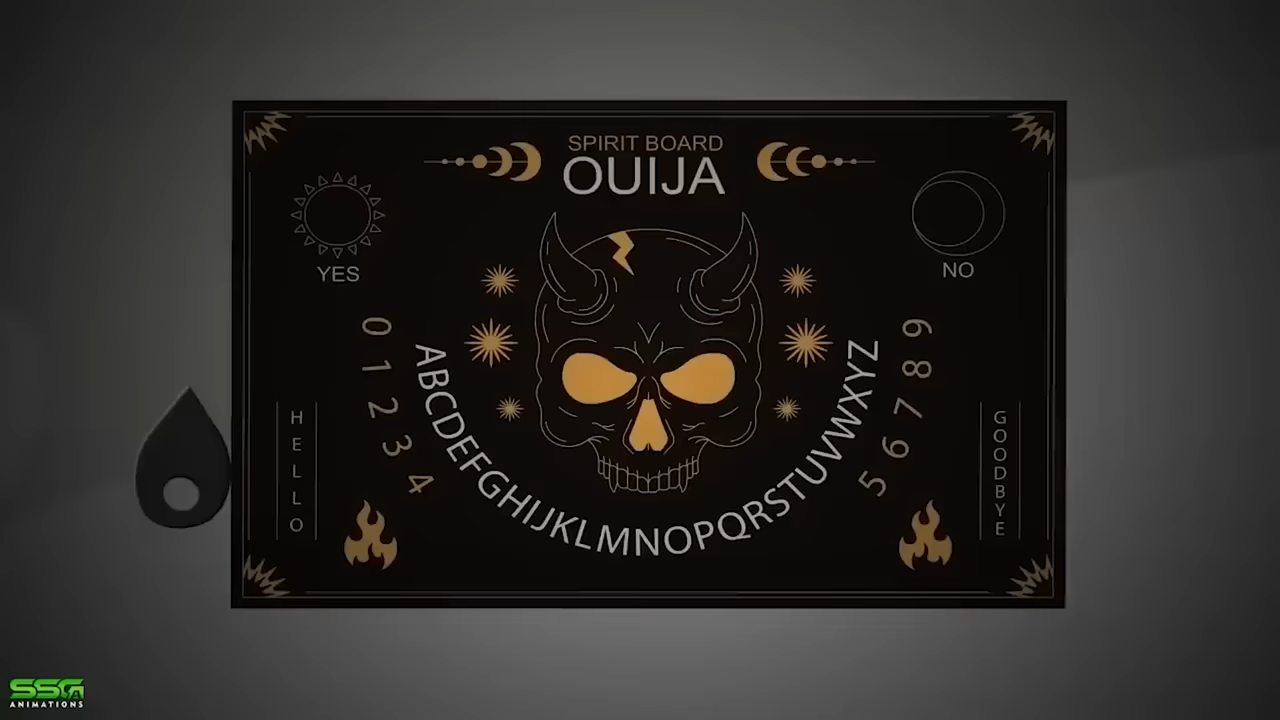 SPIRIT BOARD
OUIJA
YES
NO
0 1 2 3 4
5 6 7 8 9
ABCDEFGHIJKLMNOPQRSTUVWXYZ
HELLO
GOODBYE
SSG
ANIMATIONS